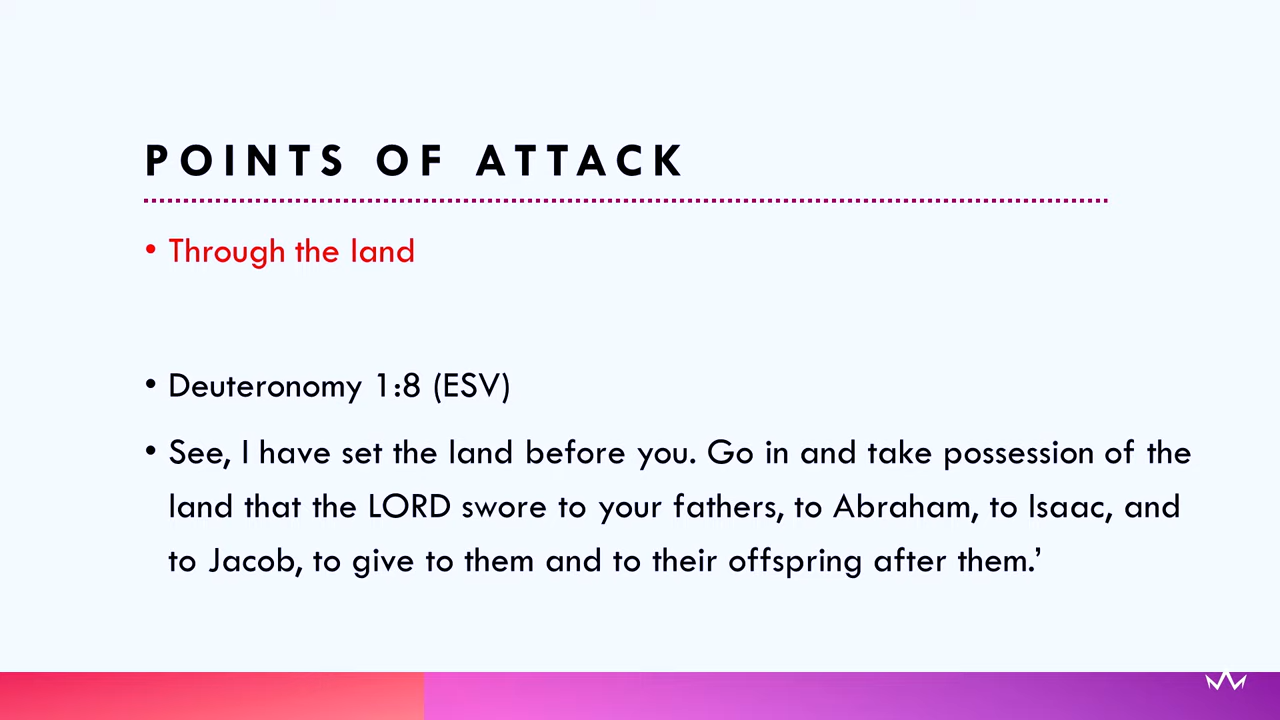 POINTS OF ATTACK
• Through the land
• Deuteronomy 1:8 (ESV)
• See, I have set the land before you. Go in and take possession of the
land that the LORD swore to your fathers, to Abraham, to Isaac, and
to Jacob, to give to them and to their offspring after them.’